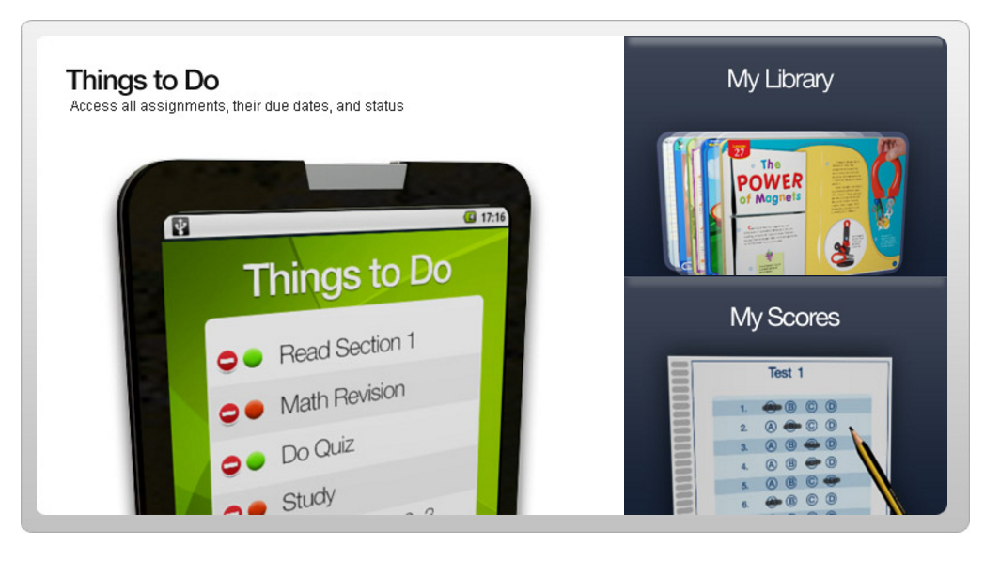 Things to Do
Access all assignments, their due dates, and status
17:16
Things to Do
Read Section 1
Math Revision
Do Quiz
Study
My Library
27
The
POWER
of Magnets
My Scores
Test 1
1. B C D
2. A C D
3. A B D
4. A B D
5. A B C
6. B C D